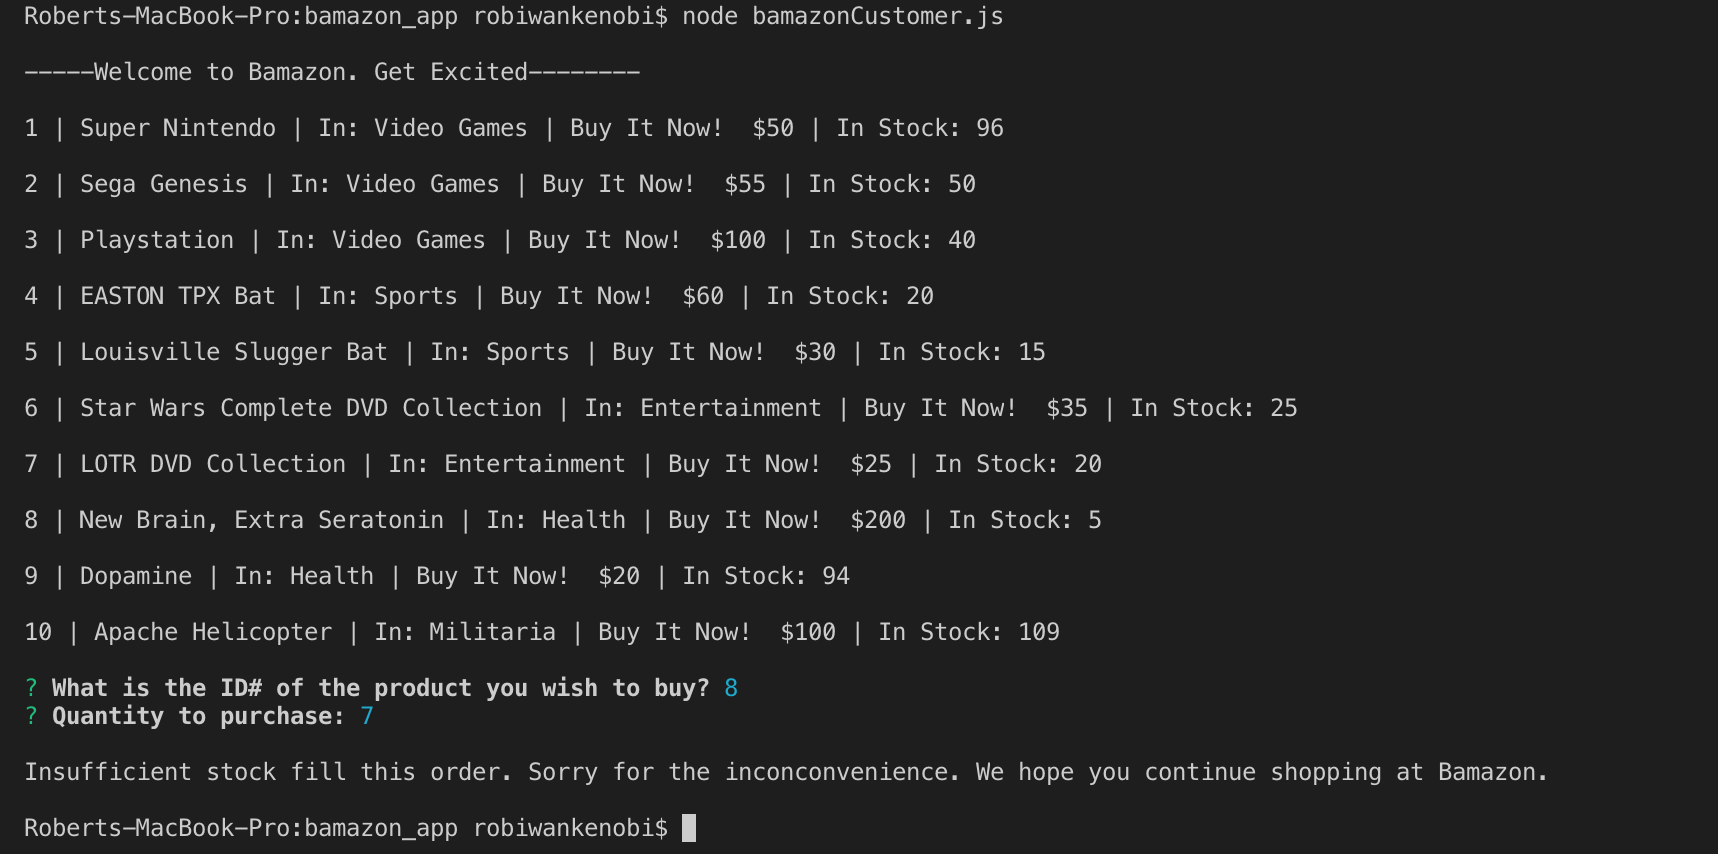 Roberts-MacBook-Pro:bamazon_app robiwankenobi$ node bamazonCustomer.js
-----Welcome to Bamazon. Get Excited--------
1 | Super Nintendo | In: Video Games | Buy It Now!  $50 | In Stock: 96
2 | Sega Genesis | In: Video Games | Buy It Now!  $55 | In Stock: 50
3 | Playstation | In: Video Games | Buy It Now!  $100 | In Stock: 40
4 | EASTON TPX Bat | In: Sports | Buy It Now!  $60 | In Stock: 20
5 | Louisville Slugger Bat | In: Sports | Buy It Now!  $30 | In Stock: 15
6 | Star Wars Complete DVD Collection | In: Entertainment | Buy It Now!  $35 | In Stock: 25
7 | LOTR DVD Collection | In: Entertainment | Buy It Now!  $25 | In Stock: 20
8 | New Brain, Extra Seratonin | In: Health | Buy It Now!  $200 | In Stock: 5
9 | Dopamine | In: Health | Buy It Now!  $20 | In Stock: 94
10 | Apache Helicopter | In: Militaria | Buy It Now!  $100 | In Stock: 109
? What is the ID# of the product you wish to buy? 8
? Quantity to purchase: 7
Insufficient stock fill this order. Sorry for the inconconvenience. We hope you continue shopping at Bamazon.
Roberts-MacBook-Pro:bamazon_app robiwankenobi$